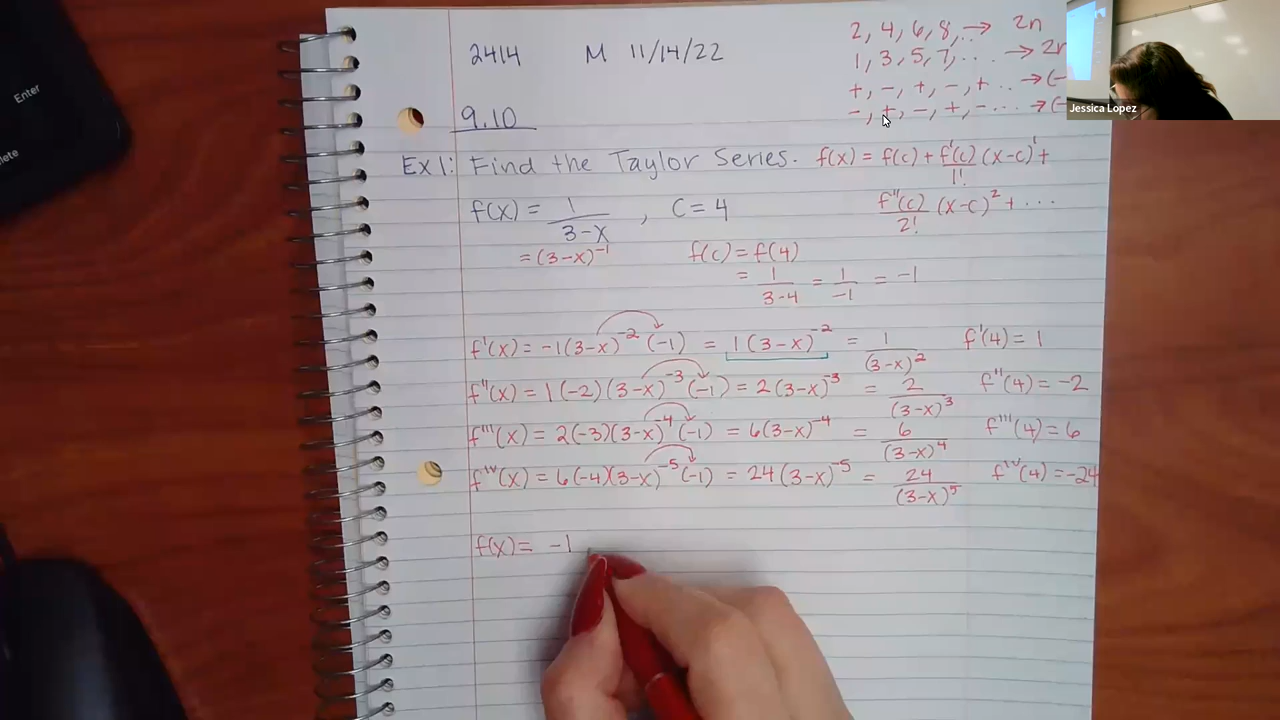 Enter
2414 M 11/14/22
2, 4, 6, 8, ... → 2n
1, 3, 5, 7, ... → 2n
+, -, +, -, + ... → (-
-, +, -, +, - ... → (-
Jessica Lopez
9.10
Ex 1: Find the Taylor Series. f(x) = f(c) + f'(c)/1! (x-c)^1 +
f''(c)/2! (x-c)^2 + ...
f(x) = 1/(3-x) , C = 4
= (3-x)^-1 f(c) = f(4)
= 1/(3-4) = 1/-1 = -1
f'(x) = -1(3-x)^-2 (-1) = 1(3-x)^-2 = 1/(3-x)^2 f'(4) = 1
f''(x) = 1(-2)(3-x)^-3 (-1) = 2(3-x)^-3 = 2/(3-x)^3 f''(4) = -2
f'''(x) = 2(-3)(3-x)^-4 (-1) = 6(3-x)^-4 = 6/(3-x)^4 f'''(4) = 6
f^iv(x) = 6(-4)(3-x)^-5 (-1) = 24(3-x)^-5 = 24/(3-x)^5 f^iv(4) = -24
f(x) = -1